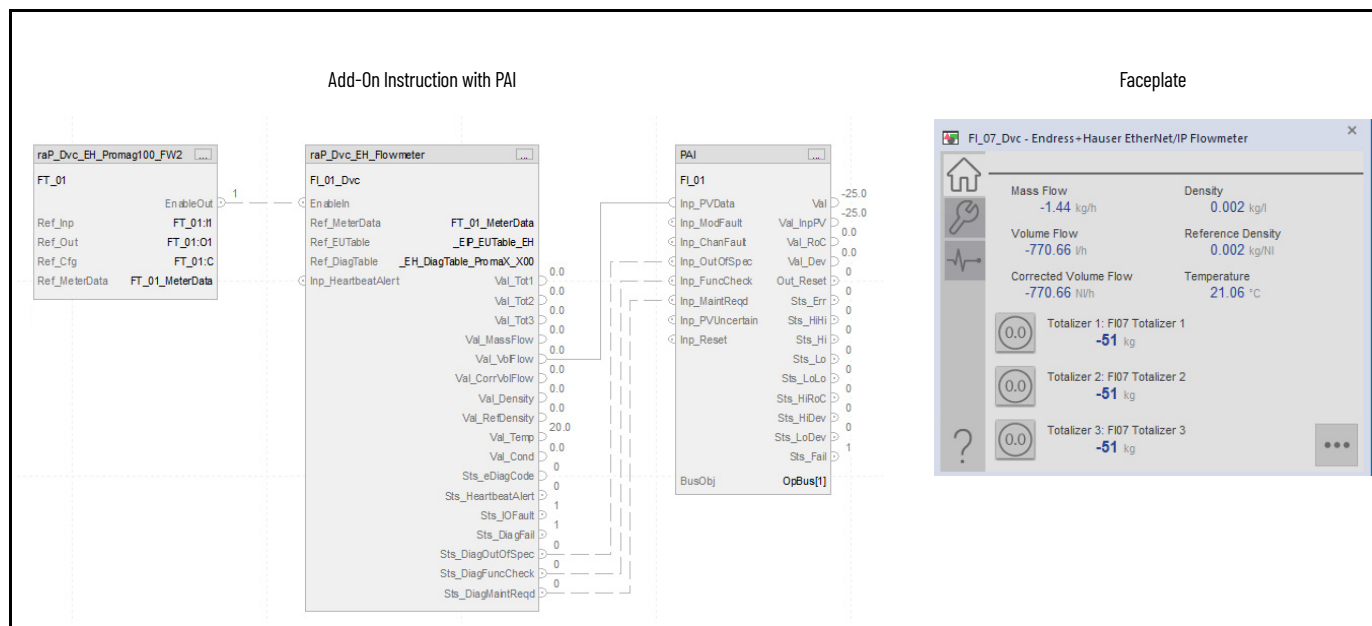 Add-On Instruction with PAI
Faceplate
raP_Dvc_EH_Promag100_FW2 ...
FT_01
EnableOut 1
Ref_Inp FT_01:I1
Ref_Out FT_01:O1
Ref_Cfg FT_01:C
Ref_MeterData FT_01_MeterData
raP_Dvc_EH_Flowmeter ...
FI_01_Dvc
EnableIn
Ref_MeterData FT_01_MeterData
Ref_EUTable _EIP_EUTable_EH
Ref_DiagTable _EH_DiagTable_PromaX_X00
Inp_HeartbeatAlert Val_Tot1 0.0
Val_Tot2 0.0
Val_Tot3 0.0
Val_MassFlow 0.0
Val_VolFlow 0.0
Val_CorrVolFlow 0.0
Val_Density 0.0
Val_RefDensity 0.0
Val_Temp 20.0
Val_Cond 0.0
Sts_eDiagCode 0
Sts_HeartbeatAlert 0
Sts_IOFault 1
Sts_DiagFail 1
Sts_DiagOutOfSpec 0
Sts_DiagFuncCheck 0
Sts_DiagMaintReqd 0
PAI ...
FI_01
Inp_PVData Val -25.0
Inp_ModFault Val_InpPV -25.0
Inp_ChanFault Val_RoC 0.0
Inp_OutOfSpec Val_Dev 0.0
Inp_FuncCheck Out_Reset 0
Inp_MaintReqd Sts_Err 0
Inp_PVUncertain Sts_HiHi 0
Inp_Reset Sts_Hi 0
Sts_Lo 0
Sts_LoLo 0
Sts_HiRoC 0
Sts_HiDev 0
Sts_LoDev 0
Sts_Fail 1
BusObj OpBus[1]
FI_07_Dvc - Endress+Hauser EtherNet/IP Flowmeter ×
Mass Flow Density
-1.44 kg/h 0.002 kg/l
Volume Flow Reference Density
-770.66 l/h 0.002 kg/Nl
Corrected Volume Flow Temperature
-770.66 Nl/h 21.06 °C
0.0 Totalizer 1: FI07 Totalizer 1
-51 kg
0.0 Totalizer 2: FI07 Totalizer 2
-51 kg
0.0 Totalizer 3: FI07 Totalizer 3
-51 kg
?